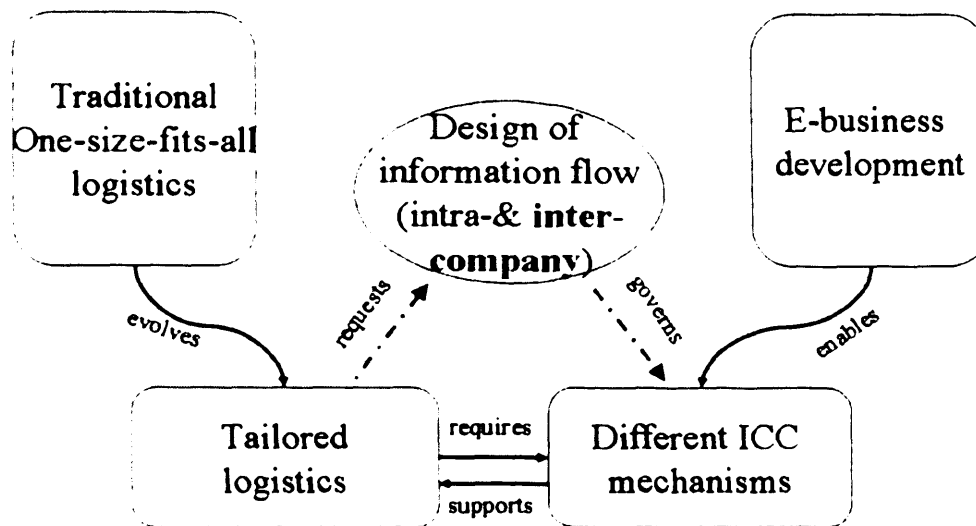 Traditional
One-size-fits-all
logistics
Design of
information flow
(intra-& inter-
company)
E-business
development
evolves
requests
governs
enables
Tailored
logistics
requires
supports
Different ICC
mechanisms